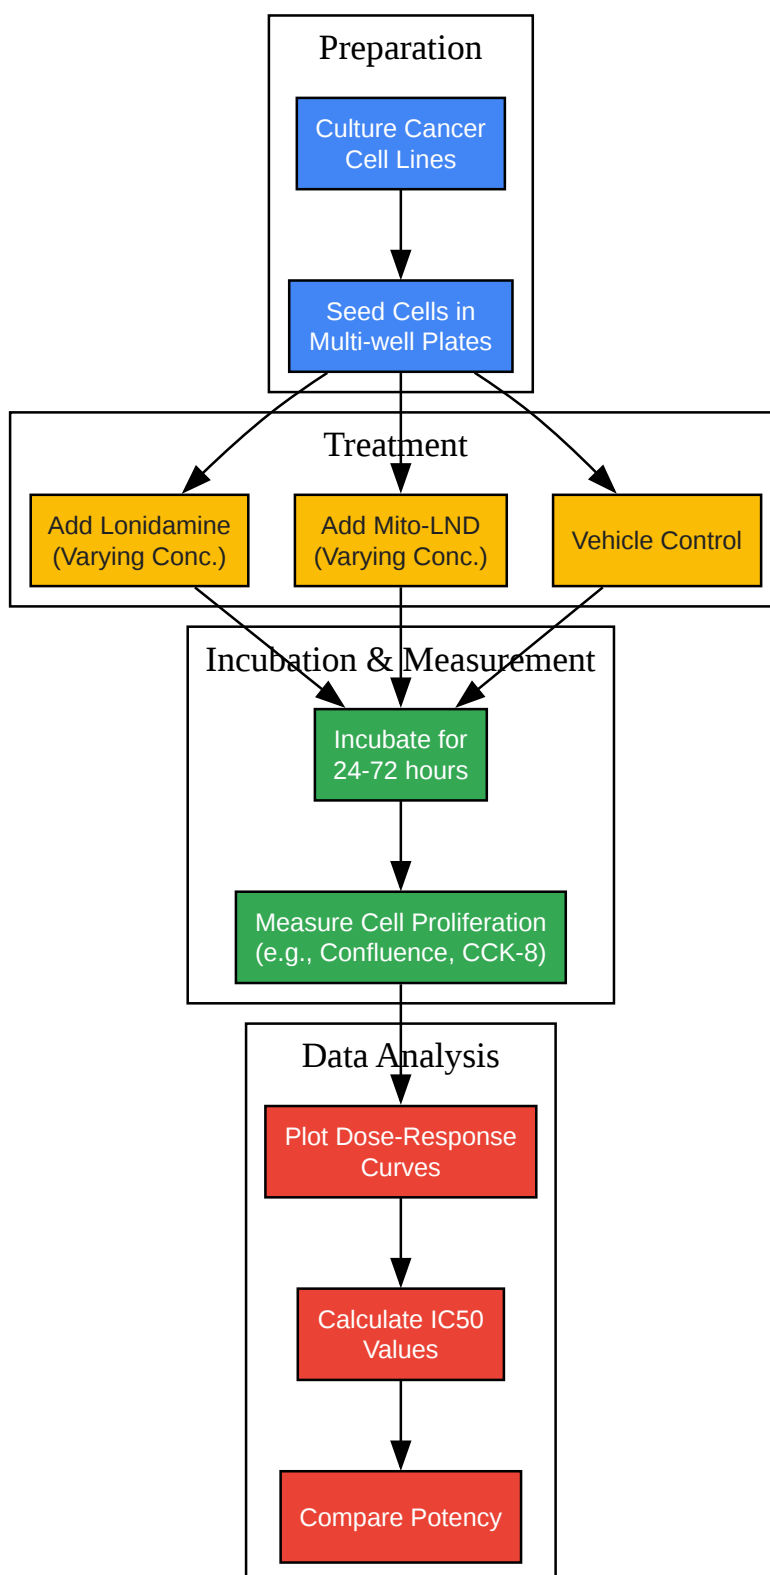 Preparation
Culture Cancer
Cell Lines
Seed Cells in
Multi-well Plates
Treatment
Add Lonidamine
(Varying Conc.)
Add Mito-LND
(Varying Conc.)
Vehicle Control
Incubation & Measurement
Incubate for
24-72 hours
Measure Cell Proliferation
(e.g., Confluence, CCK-8)
Data Analysis
Plot Dose-Response
Curves
Calculate IC50
Values
Compare Potency